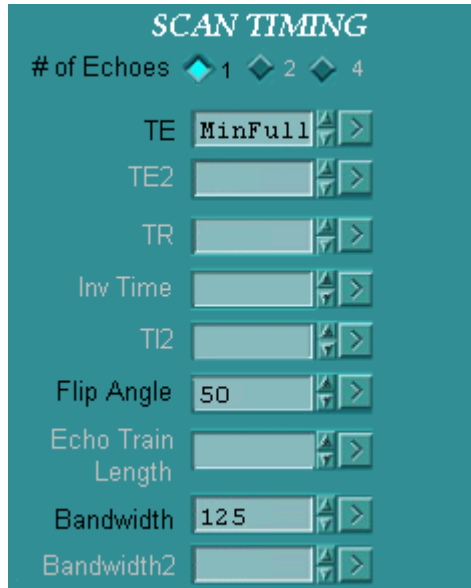 SCAN TIMING
# of Echoes 1 2 4
TE MinFull
TE2
TR
Inv Time
TI2
Flip Angle 50
Echo Train
Length
Bandwidth 125
Bandwidth2